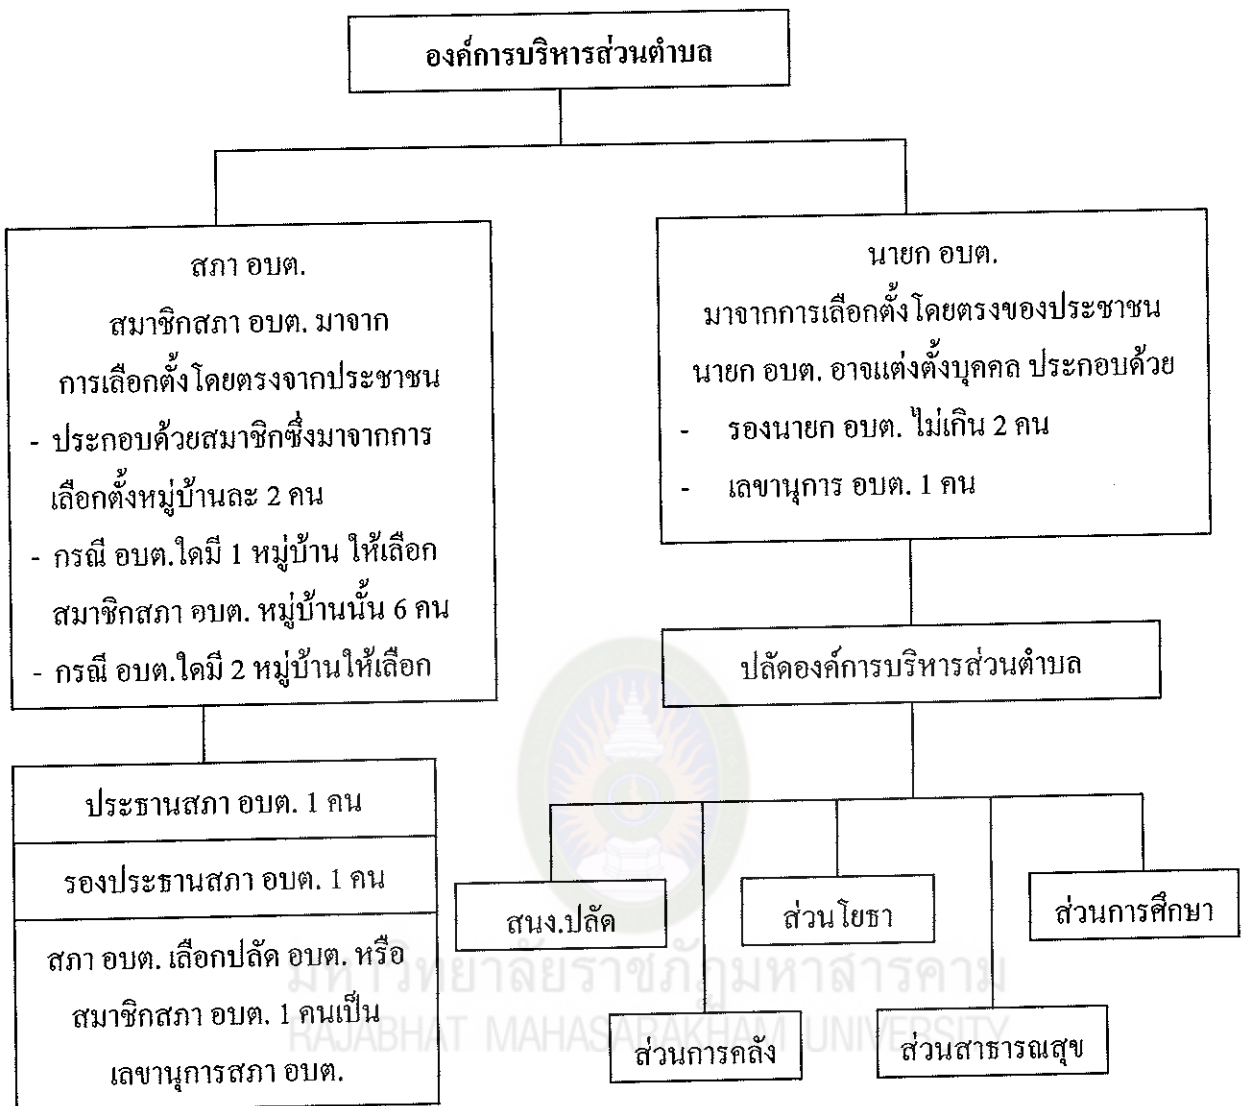 องค์การบริหารส่วนตำบล
สภา อบต.
สมาชิกสภา อบต. มาจาก
การเลือกตั้งโดยตรงจากประชาชน
- ประกอบด้วยสมาชิกซึ่งมาจากการ
เลือกตั้งหมู่บ้านละ 2 คน
- กรณี อบต.ใดมี 1 หมู่บ้าน ให้เลือก
สมาชิกสภา อบต. หมู่บ้านนั้น 6 คน
- กรณี อบต.ใดมี 2 หมู่บ้านให้เลือก
ประธานสภา อบต. 1 คน
รองประธานสภา อบต. 1 คน
สภา อบต. เลือกปลัด อบต. หรือ
สมาชิกสภา อบต. 1 คนเป็น
เลขานุการสภา อบต.
นายก อบต.
มาจากการเลือกตั้งโดยตรงของประชาชน
นายก อบต. อาจแต่งตั้งบุคคล ประกอบด้วย
- รองนายก อบต. ไม่เกิน 2 คน
- เลขานุการ อบต. 1 คน
ปลัดองค์การบริหารส่วนตำบล
สนง.ปลัด
ส่วนโยธา
ส่วนการศึกษา
ส่วนการคลัง
ส่วนสาธารณสุข
มหาวิทยาลัยราชภัฏมหาสารคาม
RAJABHAT MAHASARAKHAM UNIVERSITY